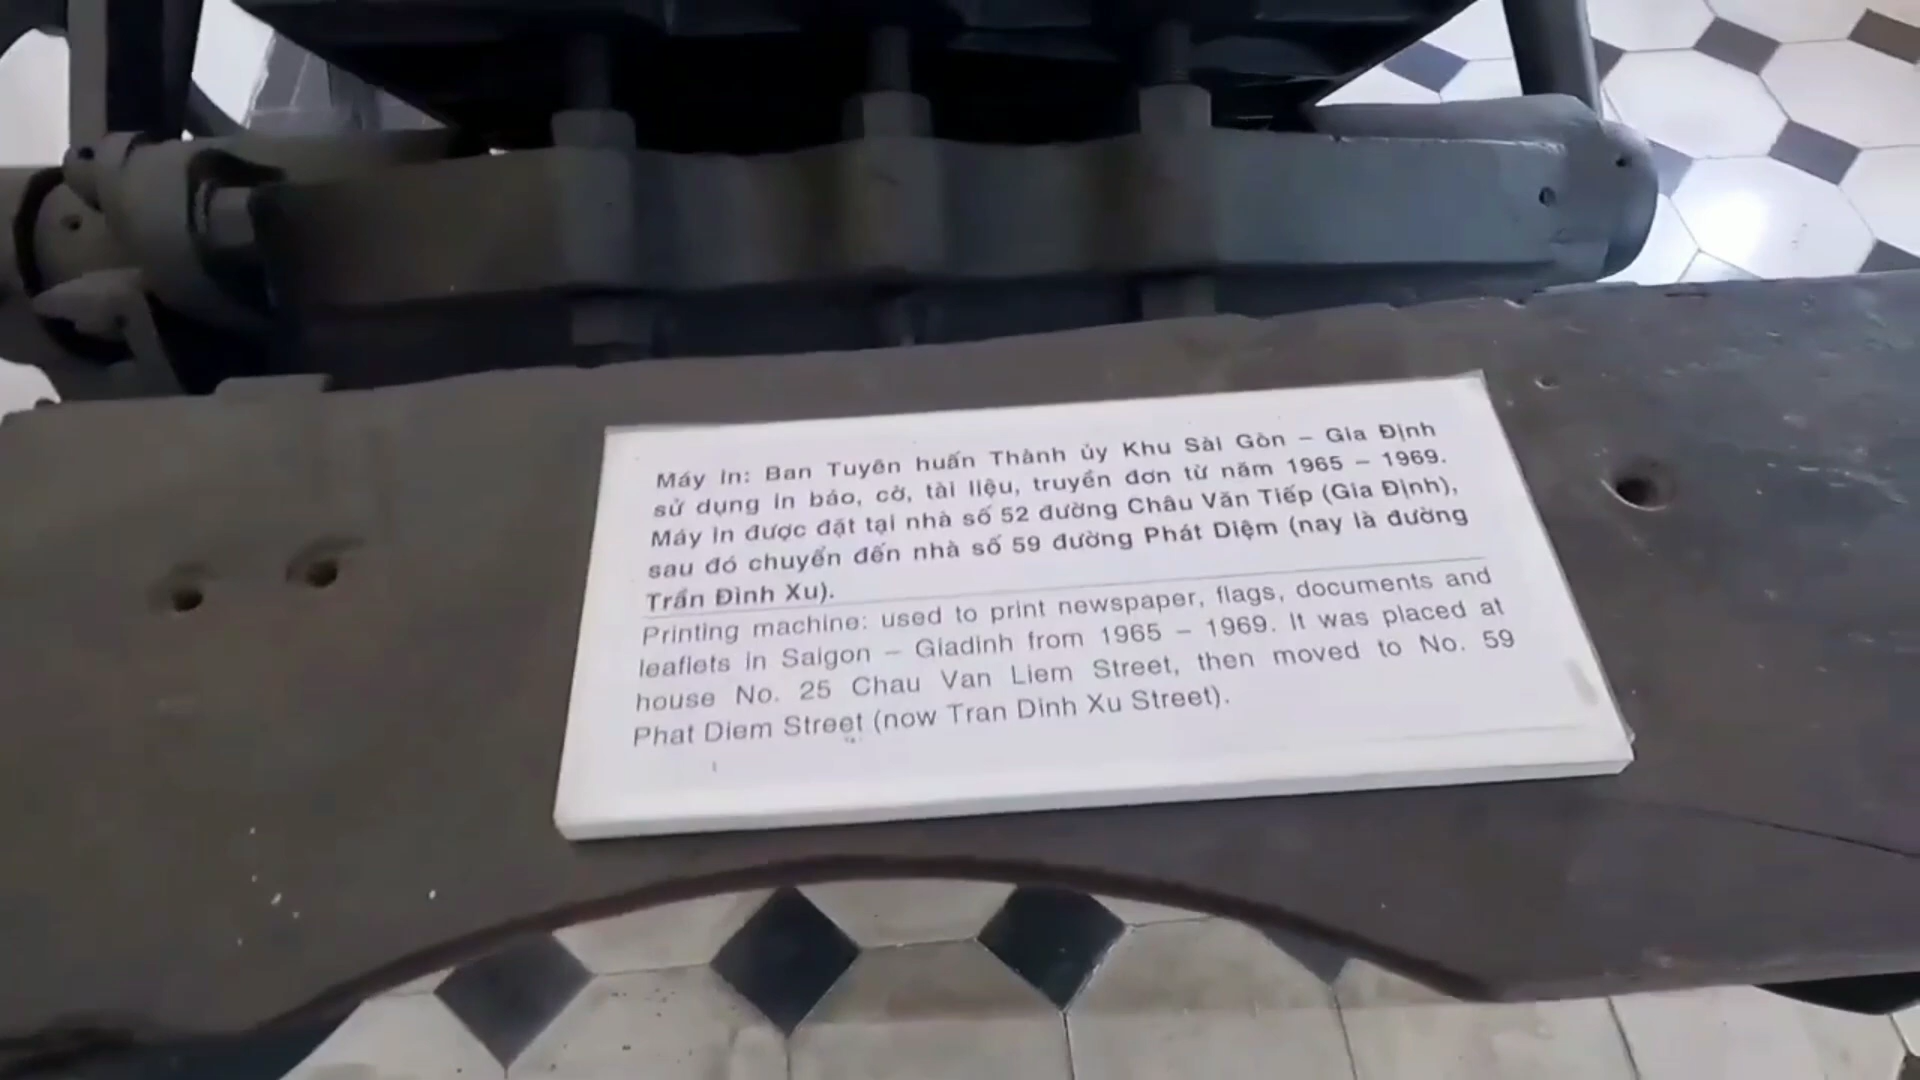 Máy in: Ban Tuyên huấn Thành ủy Khu Sài Gòn – Gia Định
sử dụng in báo, cờ, tài liệu, truyền đơn từ năm 1965 – 1969.
Máy in được đặt tại nhà số 52 đường Châu Văn Tiếp (Gia Định),
sau đó chuyển đến nhà số 59 đường Phát Diệm (nay là đường
Trần Đình Xu).
Printing machine: used to print newspaper, flags, documents and
leaflets in Saigon – Giadinh from 1965 – 1969. It was placed at
house No. 25 Chau Van Liem Street, then moved to No. 59
Phat Diem Street (now Tran Dinh Xu Street).